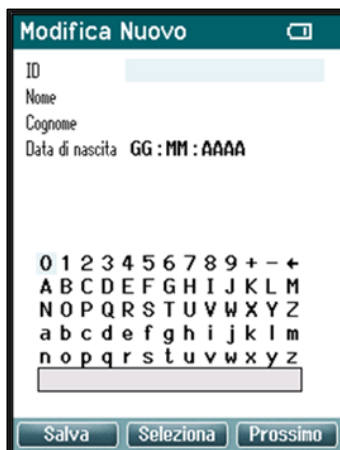 Modifica Nuovo
ID
Nome
Cognome
Data di nascita GG : MM : AAAA
0 1 2 3 4 5 6 7 8 9 + - ←
A B C D E F G H I J K L M
N O P Q R S T U V W X Y Z
a b c d e f g h i j k l m
n o p q r s t u v w x y z
Salva Seleziona Prossimo